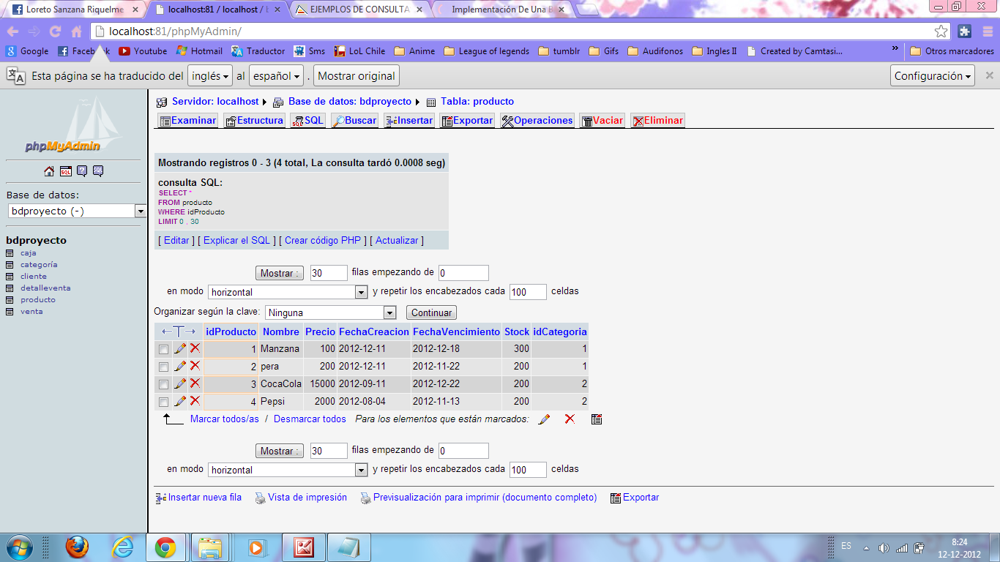 Loreto Sanzana Riquelme
localhost:81 / localhost / b
EJEMPLOS DE CONSULTA
Implementación De Una B
localhost:81/phpMyAdmin/
Google Facebook Youtube Hotmail Traductor Sms LoL Chile Anime League of legends tumblr Gifs Audifonos Ingles II Created by Camtasi... » Otros marcadores
Esta página se ha traducido del inglés al español . Mostrar original Configuración
phpMyAdmin
SQL
Base de datos:
bdproyecto (-)
bdproyecto
caja
categoría
cliente
detalleventa
producto
venta
Servidor: localhost Base de datos: bdproyecto Tabla: producto
Examinar Estructura SQL Buscar Insertar Exportar Operaciones Vaciar Eliminar
Mostrando registros 0 - 3 (4 total, La consulta tardó 0.0008 seg)
consulta SQL:
SELECT *
FROM producto
WHERE idProducto
LIMIT 0 , 30
[ Editar ] [ Explicar el SQL ] [ Crear código PHP ] [ Actualizar ]
Mostrar : 30 filas empezando de 0
en modo horizontal y repetir los encabezados cada 100 celdas
Organizar según la clave: Ninguna Continuar
←T→ idProducto Nombre Precio FechaCreacion FechaVencimiento Stock idCategoria
1 Manzana 100 2012-12-11 2012-12-18 300 1
2 pera 200 2012-12-11 2012-11-22 200 1
3 CocaCola 15000 2012-09-11 2012-12-22 200 2
4 Pepsi 2000 2012-08-04 2012-11-13 200 2
Marcar todos/as / Desmarcar todos Para los elementos que están marcados:
Mostrar : 30 filas empezando de 0
en modo horizontal y repetir los encabezados cada 100 celdas
Insertar nueva fila Vista de impresión Previsualización para imprimir (documento completo) Exportar
ES
8:24
12-12-2012